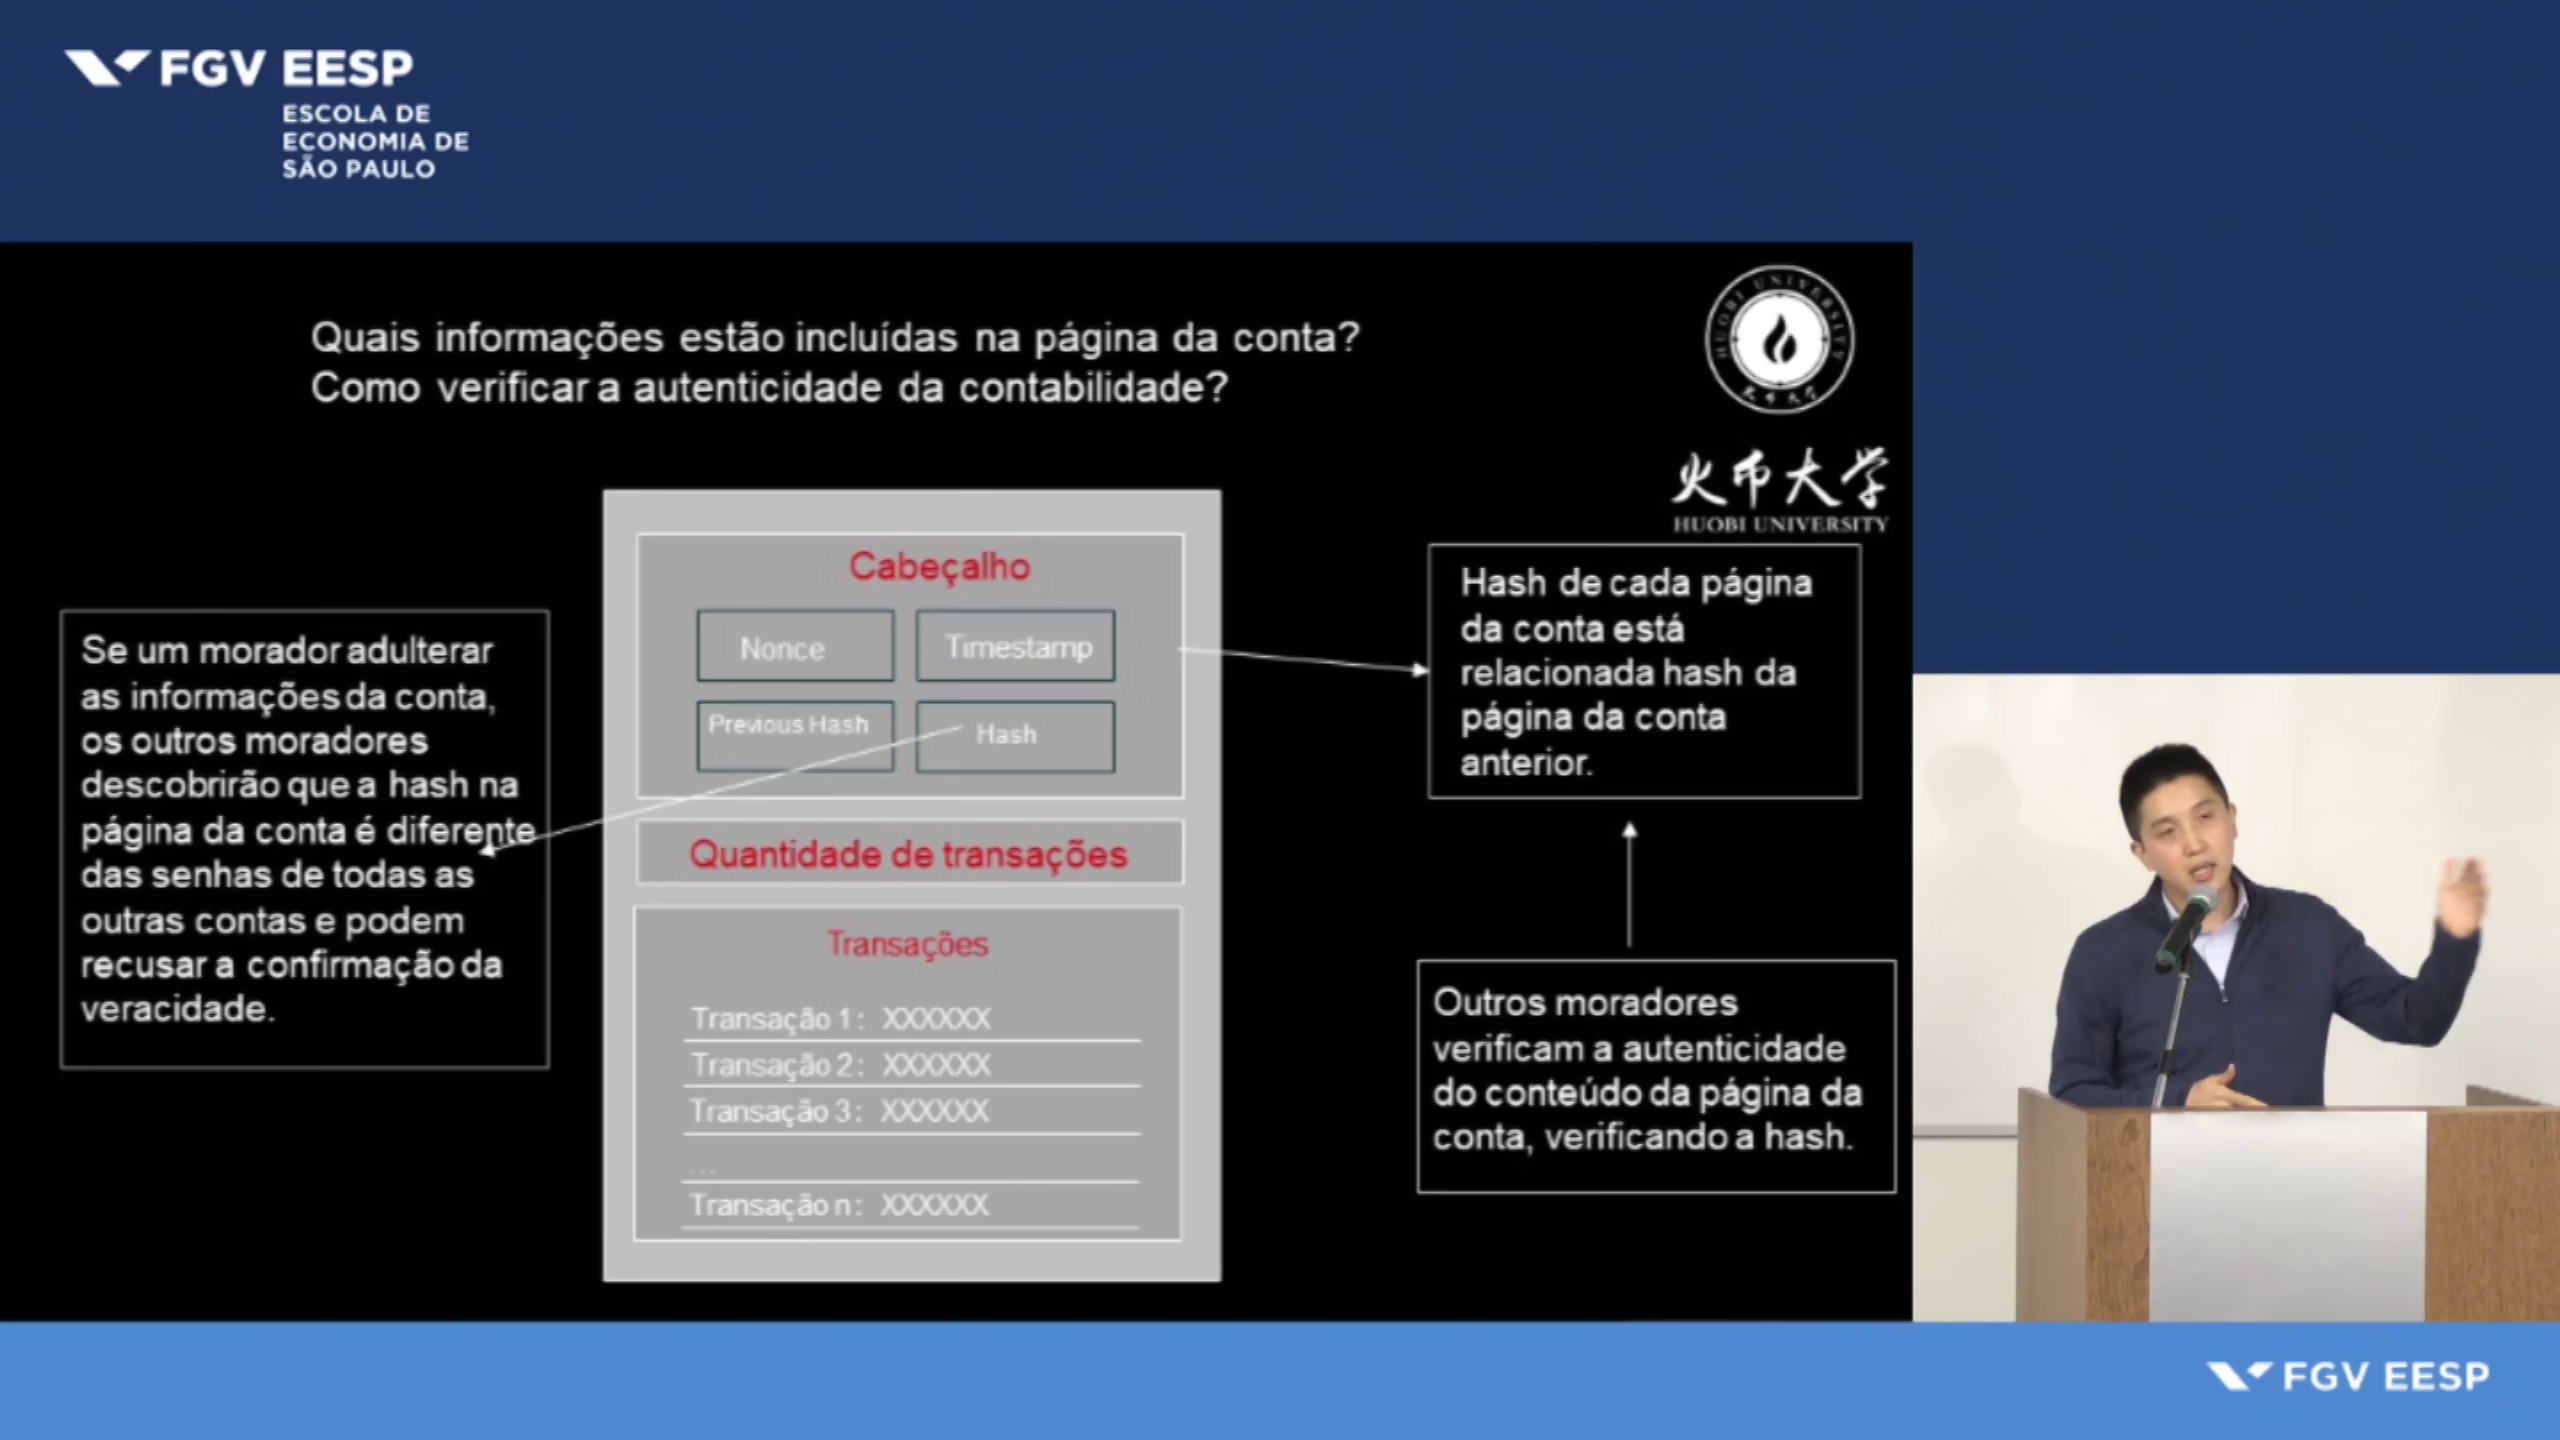 FGV EESP
ESCOLA DE
ECONOMIA DE
SÃO PAULO
Quais informações estão incluídas na página da conta?
Como verificar a autenticidade da contabilidade?
HUOBI UNIVERSITY
火币大学
火币大学
HUOBI UNIVERSITY
Se um morador adulterar
as informações da conta,
os outros moradores
descobrirão que a hash na
página da conta é diferente
das senhas de todas as
outras contas e podem
recusar a confirmação da
veracidade.
Cabeçalho
Nonce
Timestamp
Previous Hash
Hash
Quantidade de transações
Transações
Transação 1: XXXXXX
Transação 2: XXXXXX
Transação 3: XXXXXX
...
Transação n: XXXXXX
Hash de cada página
da conta está
relacionada hash da
página da conta
anterior.
Outros moradores
verificam a autenticidade
do conteúdo da página da
conta, verificando a hash.
FGV EESP